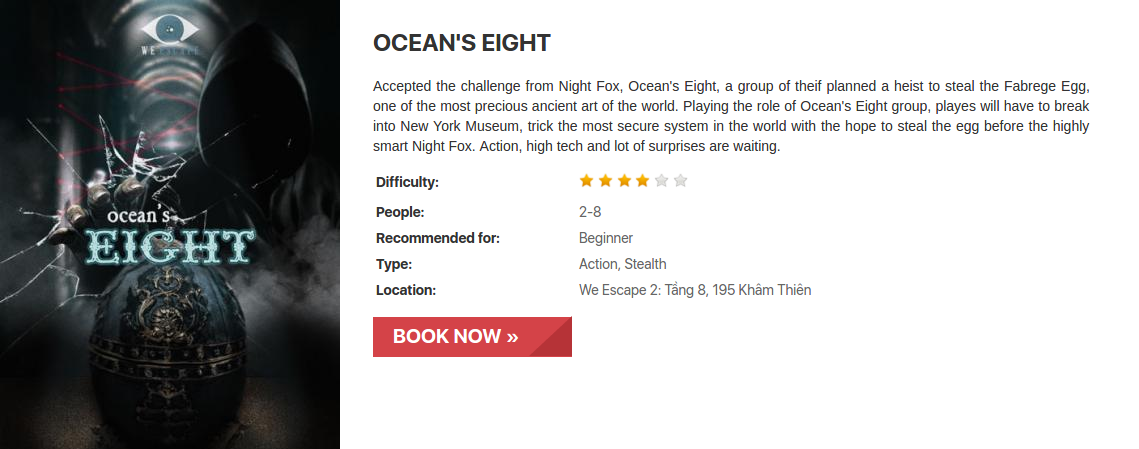 WE ESCAPE
ocean's
EIGHT
OCEAN'S EIGHT
Accepted the challenge from Night Fox, Ocean's Eight, a group of theif planned a heist to steal the Fabrege Egg,
one of the most precious ancient art of the world. Playing the role of Ocean's Eight group, playes will have to break
into New York Museum, trick the most secure system in the world with the hope to steal the egg before the highly
smart Night Fox. Action, high tech and lot of surprises are waiting.
Difficulty:
People: 2-8
Recommended for: Beginner
Type: Action, Stealth
Location: We Escape 2: Tầng 8, 195 Khâm Thiên
BOOK NOW »